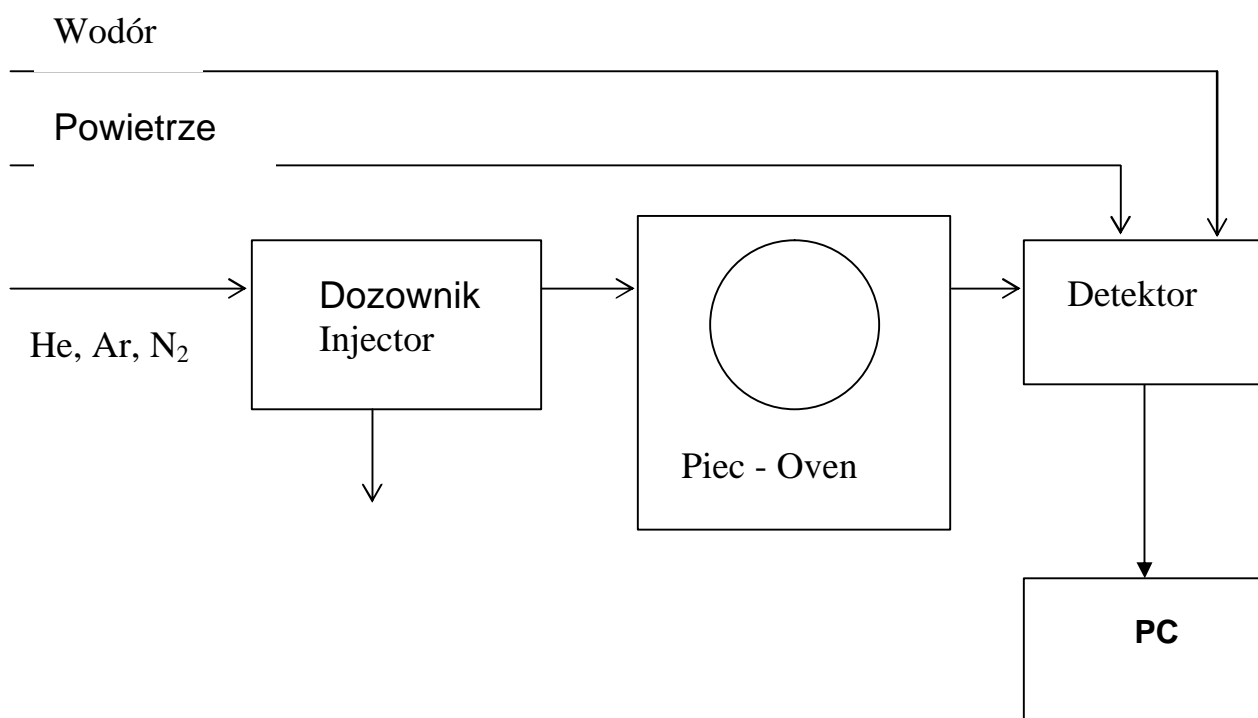 Wodór
Powietrze
He, Ar, N₂
Dozownik
Injector
Piec - Oven
Detektor
PC